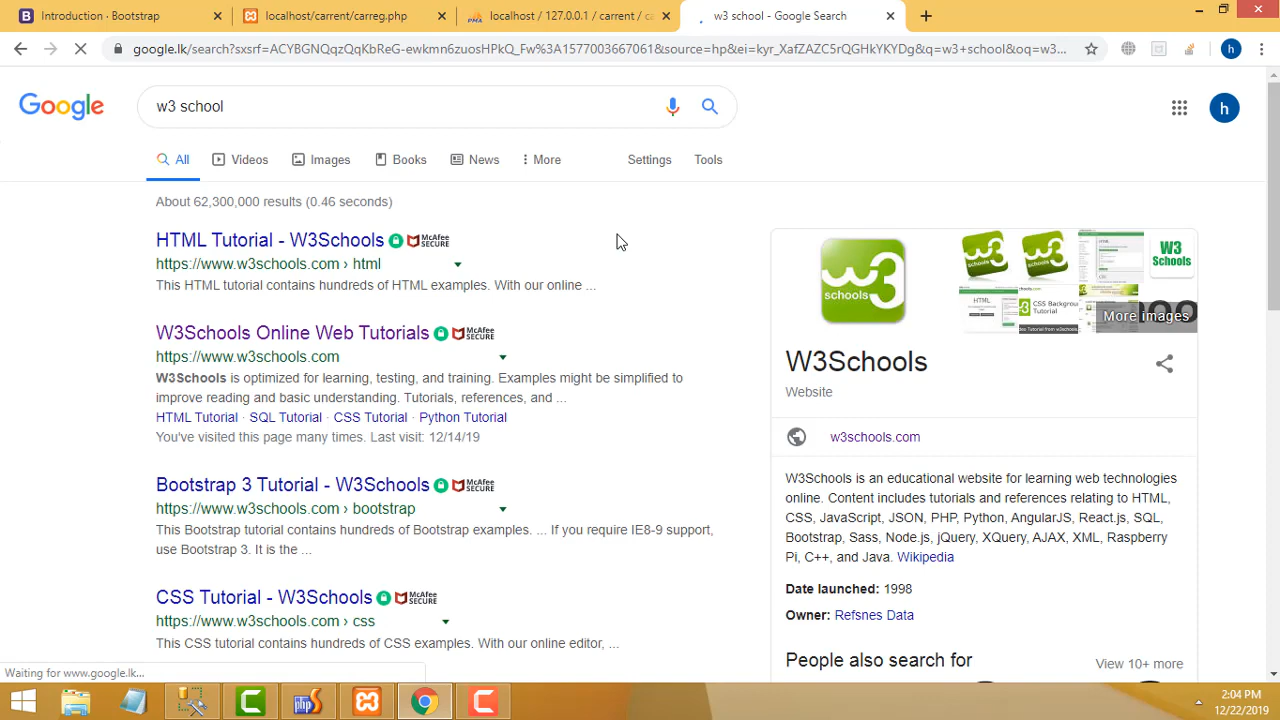 Introduction · Bootstrap
localhost/carrent/carreg.php
localhost / 127.0.0.1 / carrent / ca
w3 school - Google Search
google.lk/search?sxsrf=ACYBGNQqzQqKbReG-ewkmn6zuosHPkQ_Fw%3A1577003667061&source=hp&ei=kyr_XafZAZC5rQGHkYKYDg&q=w3+school&oq=w3...
h
Google
w3 school
h
All
Videos
Images
Books
News
More
Settings
Tools
About 62,300,000 results (0.46 seconds)
HTML Tutorial - W3Schools McAfee SECURE
https://www.w3schools.com › html
This HTML tutorial contains hundreds of HTML examples. With our online ...
W3Schools Online Web Tutorials McAfee SECURE
https://www.w3schools.com
W3Schools is optimized for learning, testing, and training. Examples might be simplified to
improve reading and basic understanding. Tutorials, references, and ...
HTML Tutorial · SQL Tutorial · CSS Tutorial · Python Tutorial
You've visited this page many times. Last visit: 12/14/19
Bootstrap 3 Tutorial - W3Schools McAfee SECURE
https://www.w3schools.com › bootstrap
This Bootstrap tutorial contains hundreds of Bootstrap examples. ... If you require IE8-9 support,
use Bootstrap 3. It is the ...
CSS Tutorial - W3Schools McAfee SECURE
https://www.w3schools.com › css
This CSS tutorial contains hundreds of CSS examples. With our online editor, ...
w3
schools
W3
Schools
HTML
CSS Backgrou
Tutorial
More images
W3Schools
Website
w3schools.com
W3Schools is an educational website for learning web technologies
online. Content includes tutorials and references relating to HTML,
CSS, JavaScript, JSON, PHP, Python, AngularJS, React.js, SQL,
Bootstrap, Sass, Node.js, jQuery, XQuery, AJAX, XML, Raspberry
Pi, C++, and Java. Wikipedia
Date launched: 1998
Owner: Refsnes Data
People also search for
View 10+ more
Waiting for www.google.lk...
2:04 PM
12/22/2019